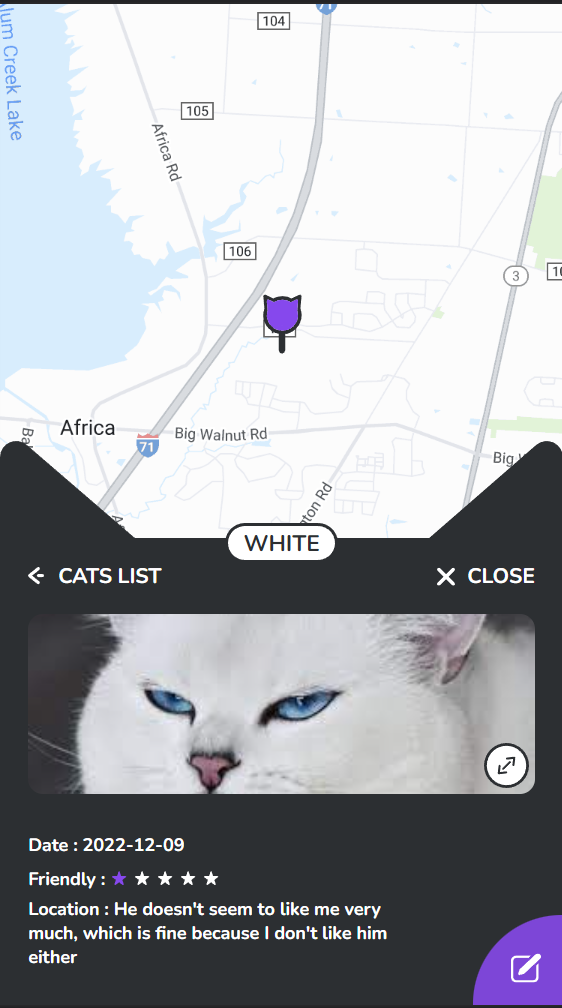 71
104
lum Creek Lake
105
Africa Rd
106
3
Africa
Big Walnut Rd
71
Big
ton Rd
WHITE
CATS LIST
CLOSE
Date : 2022-12-09
Friendly :
Location : He doesn't seem to like me very
much, which is fine because I don't like him
either